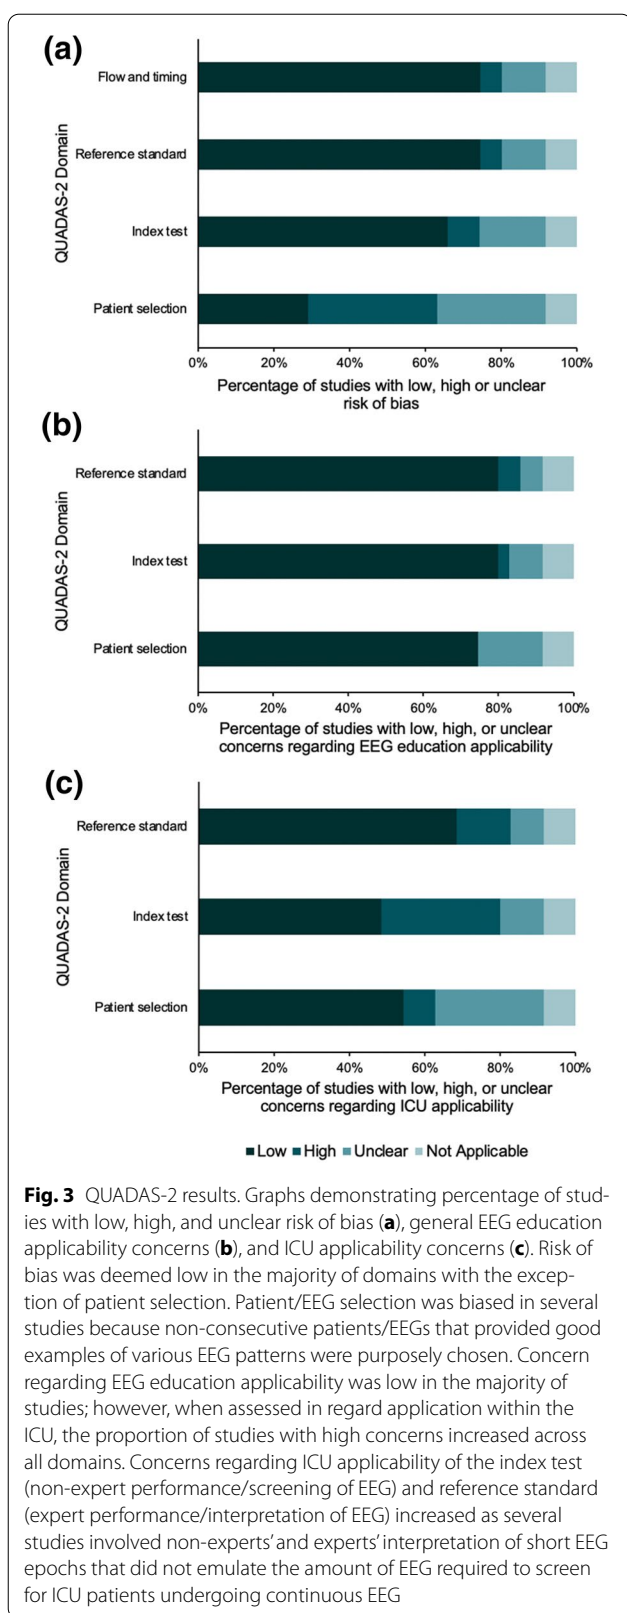 (a)
QUADAS-2 Domain
Flow and timing
Reference standard
Index test
Patient selection
0% 20% 40% 60% 80% 100%
Percentage of studies with low, high or unclear
risk of bias
(b)
QUADAS-2 Domain
Reference standard
Index test
Patient selection
0% 20% 40% 60% 80% 100%
Percentage of studies with low, high, or unclear
concerns regarding EEG education applicability
(c)
QUADAS-2 Domain
Reference standard
Index test
Patient selection
0% 20% 40% 60% 80% 100%
Percentage of studies with low, high, or unclear
concerns regarding ICU applicability
Low High Unclear Not Applicable
Fig. 3 QUADAS-2 results. Graphs demonstrating percentage of stud-
ies with low, high, and unclear risk of bias (a), general EEG education
applicability concerns (b), and ICU applicability concerns (c). Risk of
bias was deemed low in the majority of domains with the excep-
tion of patient selection. Patient/EEG selection was biased in several
studies because non-consecutive patients/EEGs that provided good
examples of various EEG patterns were purposely chosen. Concern
regarding EEG education applicability was low in the majority of
studies; however, when assessed in regard application within the
ICU, the proportion of studies with high concerns increased across
all domains. Concerns regarding ICU applicability of the index test
(non-expert performance/screening of EEG) and reference standard
(expert performance/interpretation of EEG) increased as several
studies involved non-experts’ and experts’ interpretation of short EEG
epochs that did not emulate the amount of EEG required to screen
for ICU patients undergoing continuous EEG